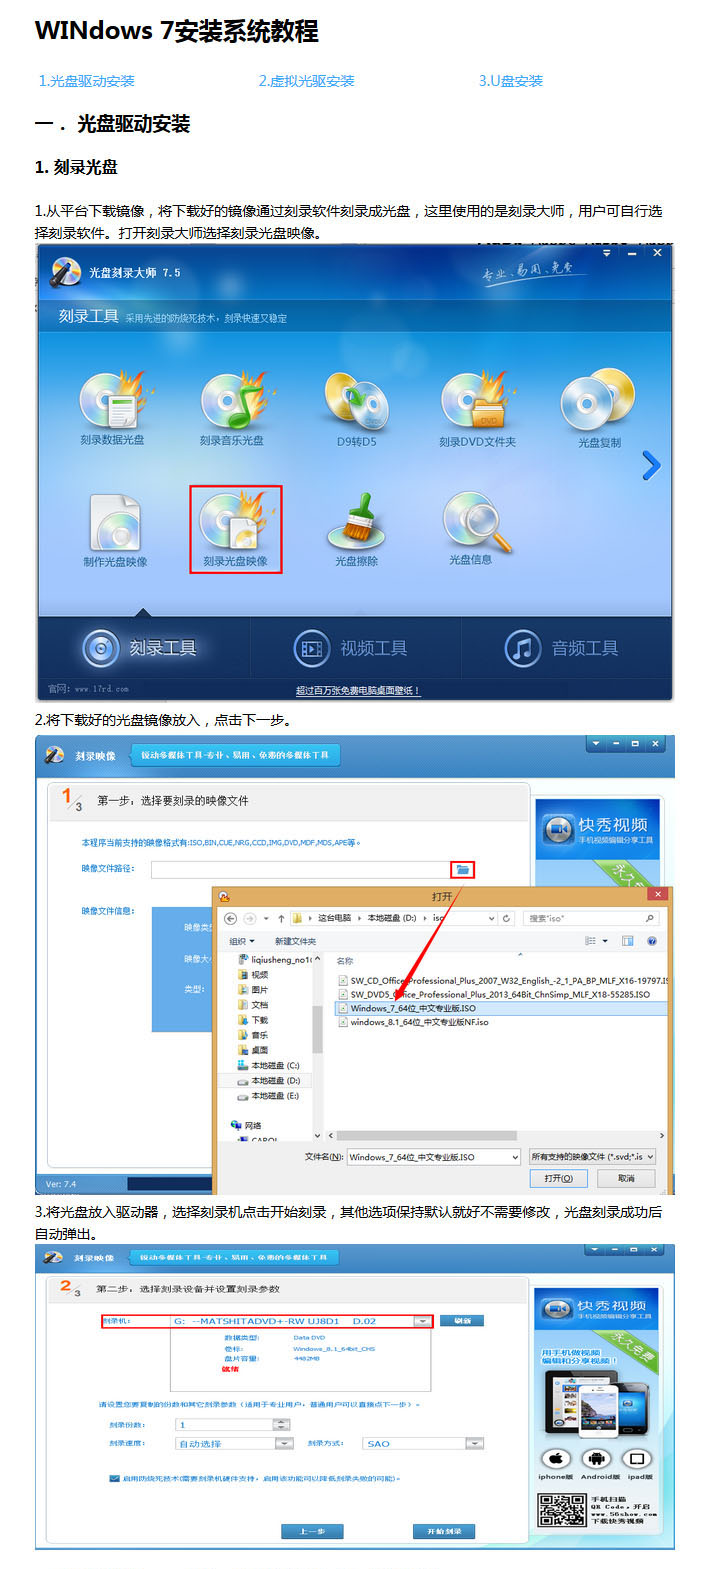 WINdows 7安装系统教程
1.光盘驱动安装 2.虚拟光驱安装 3.U盘安装
一． 光盘驱动安装
1. 刻录光盘
1.从平台下载镜像，将下载好的镜像通过刻录软件刻录成光盘，这里使用的是刻录大师，用户可自行选
择刻录软件。打开刻录大师选择刻录光盘映像。
光盘刻录大师 7.5
专业、易用、免费
刻录工具 采用先进的防烧死技术，刻录快速又稳定
刻录数据光盘 刻录音乐光盘 D9转D5 刻录DVD文件夹 光盘复制
制作光盘映像 刻录光盘映像 光盘擦除 光盘信息
刻录工具 视频工具 音频工具
官网：www.17rd.com 超过百万张免费电脑桌面壁纸！
2.将下载好的光盘镜像放入，点击下一步。
刻录映像 锐动多媒体工具-专业、易用、免费的多媒体工具
1/3 第一步：选择要刻录的映像文件
快秀视频
手机视频编辑分享工具
永久免
本程序当前支持的映像格式有:ISO,BIN,CUE,NRG,CCD,IMG,DVD,MDF,MDS,APE等。
映像文件路径：
打开
映像文件信息：
映像类
映像大
类型：
这台电脑 本地磁盘 (D:) iso
搜索"iso"
组织 新建文件夹
名称
liqiusheng_no1
视频
图片
文档
下载
音乐
桌面
本地磁盘 (C:)
本地磁盘 (D:)
本地磁盘 (E:)
网络
CAROL
SW_CD_Office_Professional_Plus_2007_W32_English_-2_1_PA_BP_MLF_X16-19797.IS
SW_DVD5_Office_Professional_Plus_2013_64Bit_ChnSimp_MLF_X18-55285.ISO
Windows_7_64位_中文专业版.ISO
windows_8.1_64位_中文专业版NF.iso
文件名(N): Windows_7_64位_中文专业版.ISO 所有支持的映像文件 (*.svd;*.is
打开(O) 取消
Ver: 7.4
3.将光盘放入驱动器，选择刻录机点击开始刻录，其他选项保持默认就好不需要修改，光盘刻录成功后
自动弹出。
刻录映像 锐动多媒体工具-专业、易用、免费的多媒体工具
2/3 第二步：选择刻录设备并设置刻录参数
刻录机： G: --MATSHITADVD+-RW UJ8D1 D.02 刷新
数据类型: Data DVD
卷标: Windows_8.1_64bit_CHS
盘片容量: 4482MB
就绪
请设置您要复制的份数和其它刻录参数（适用于专业用户，普通用户可以直接点下一步）。
刻录份数： 1
刻录速度： 自动选择 刻录方式： SAO
启用防烧死技术(需要刻录机硬件支持，启用该功能可以降低刻录失败的可能)。
上一步 开始刻录
快秀视频
手机视频编辑分享工具
永久免费
用手机做视频
编辑和分享视频！
iphone版 Android版 ipad版
手机扫描
QR Code，开启
www.56show.com
下载快秀视频